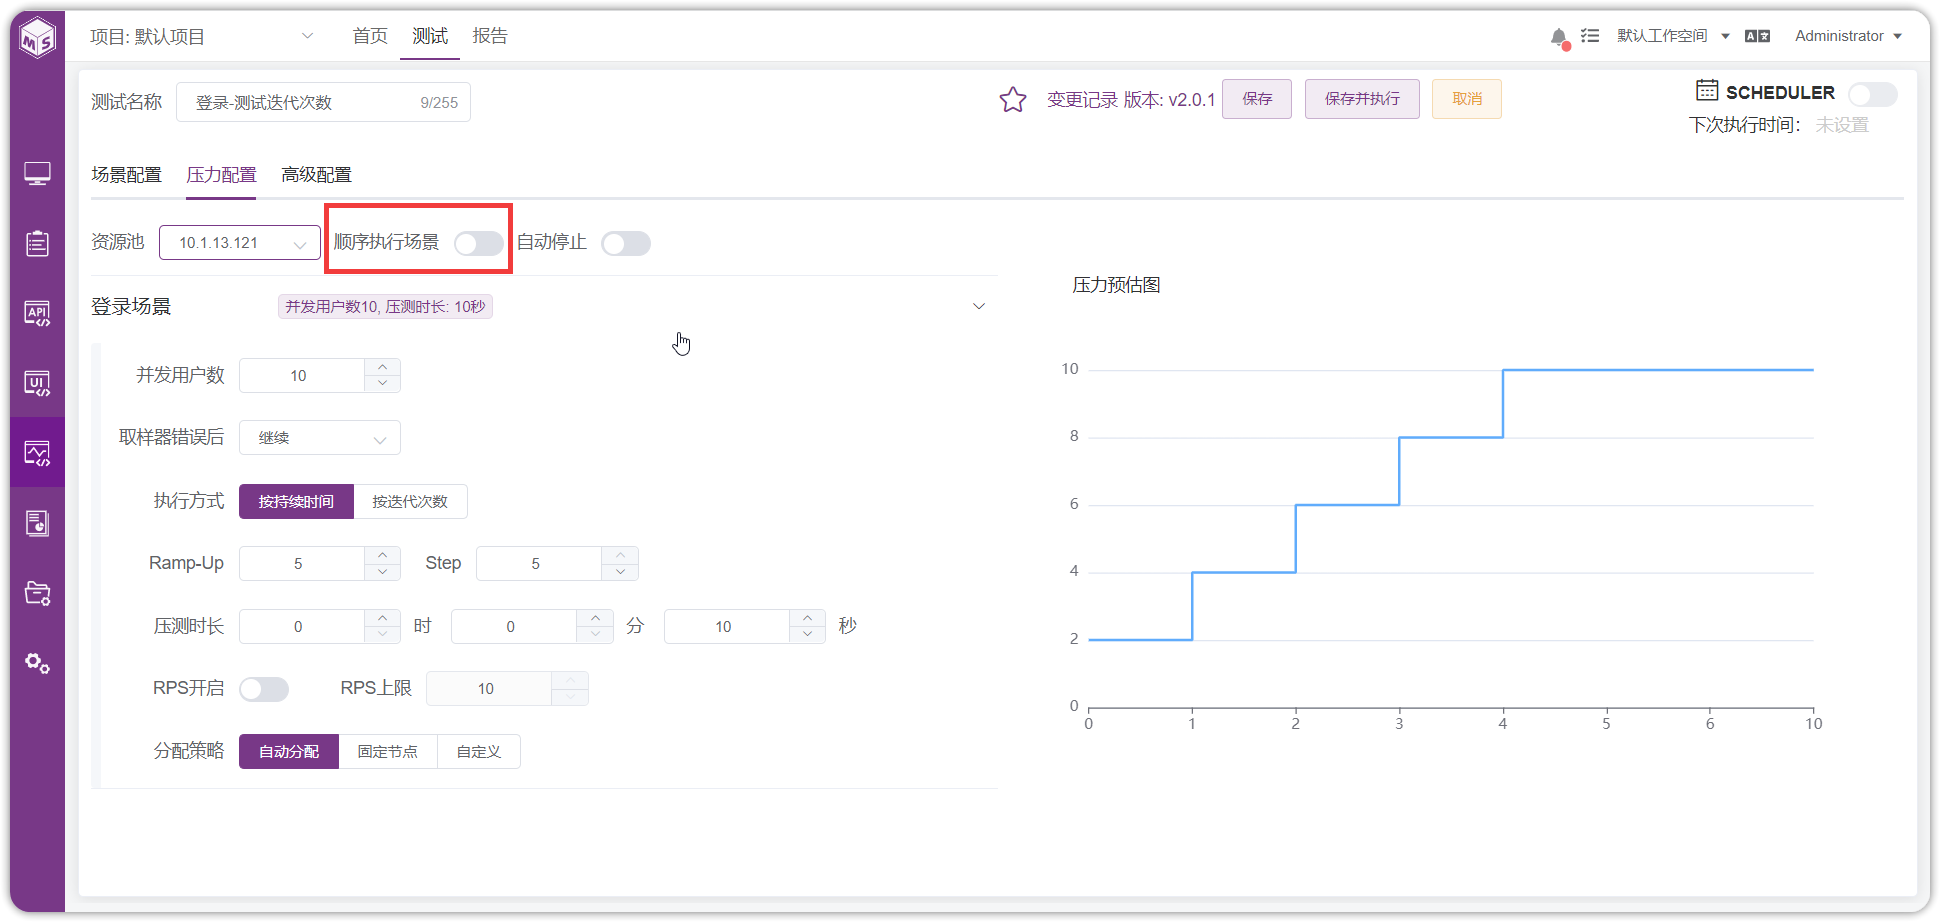 MS
项目: 默认项目
首页
测试
报告
默认工作空间
A
Administrator
测试名称
登录-测试迭代次数
9/255
变更记录 版本: v2.0.1
保存
保存并执行
取消
SCHEDULER
下次执行时间：
未设置
场景配置
压力配置
高级配置
资源池
10.1.13.121
顺序执行场景
自动停止
登录场景
并发用户数10, 压测时长: 10秒
压力预估图
API
UI
并发用户数
10
取样器错误后
继续
执行方式
按持续时间
按迭代次数
Ramp-Up
5
Step
5
压测时长
0
时
0
分
10
秒
RPS开启
RPS上限
10
分配策略
自动分配
固定节点
自定义
10
8
6
4
2
0
0
1
2
3
4
5
6
10